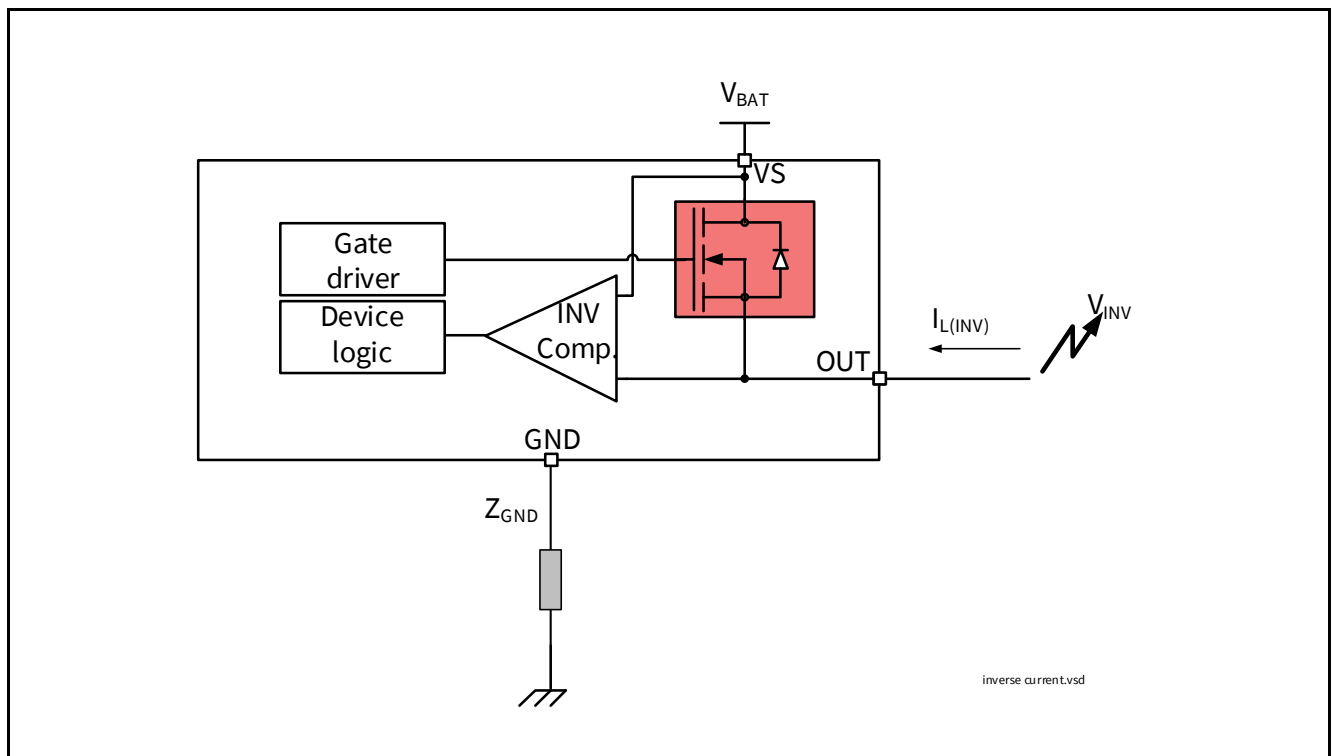 VBAT
VS
Gate
driver
Device
logic
INV
Comp.
IL(INV)
VINV
OUT
GND
ZGND
inverse current.vsd